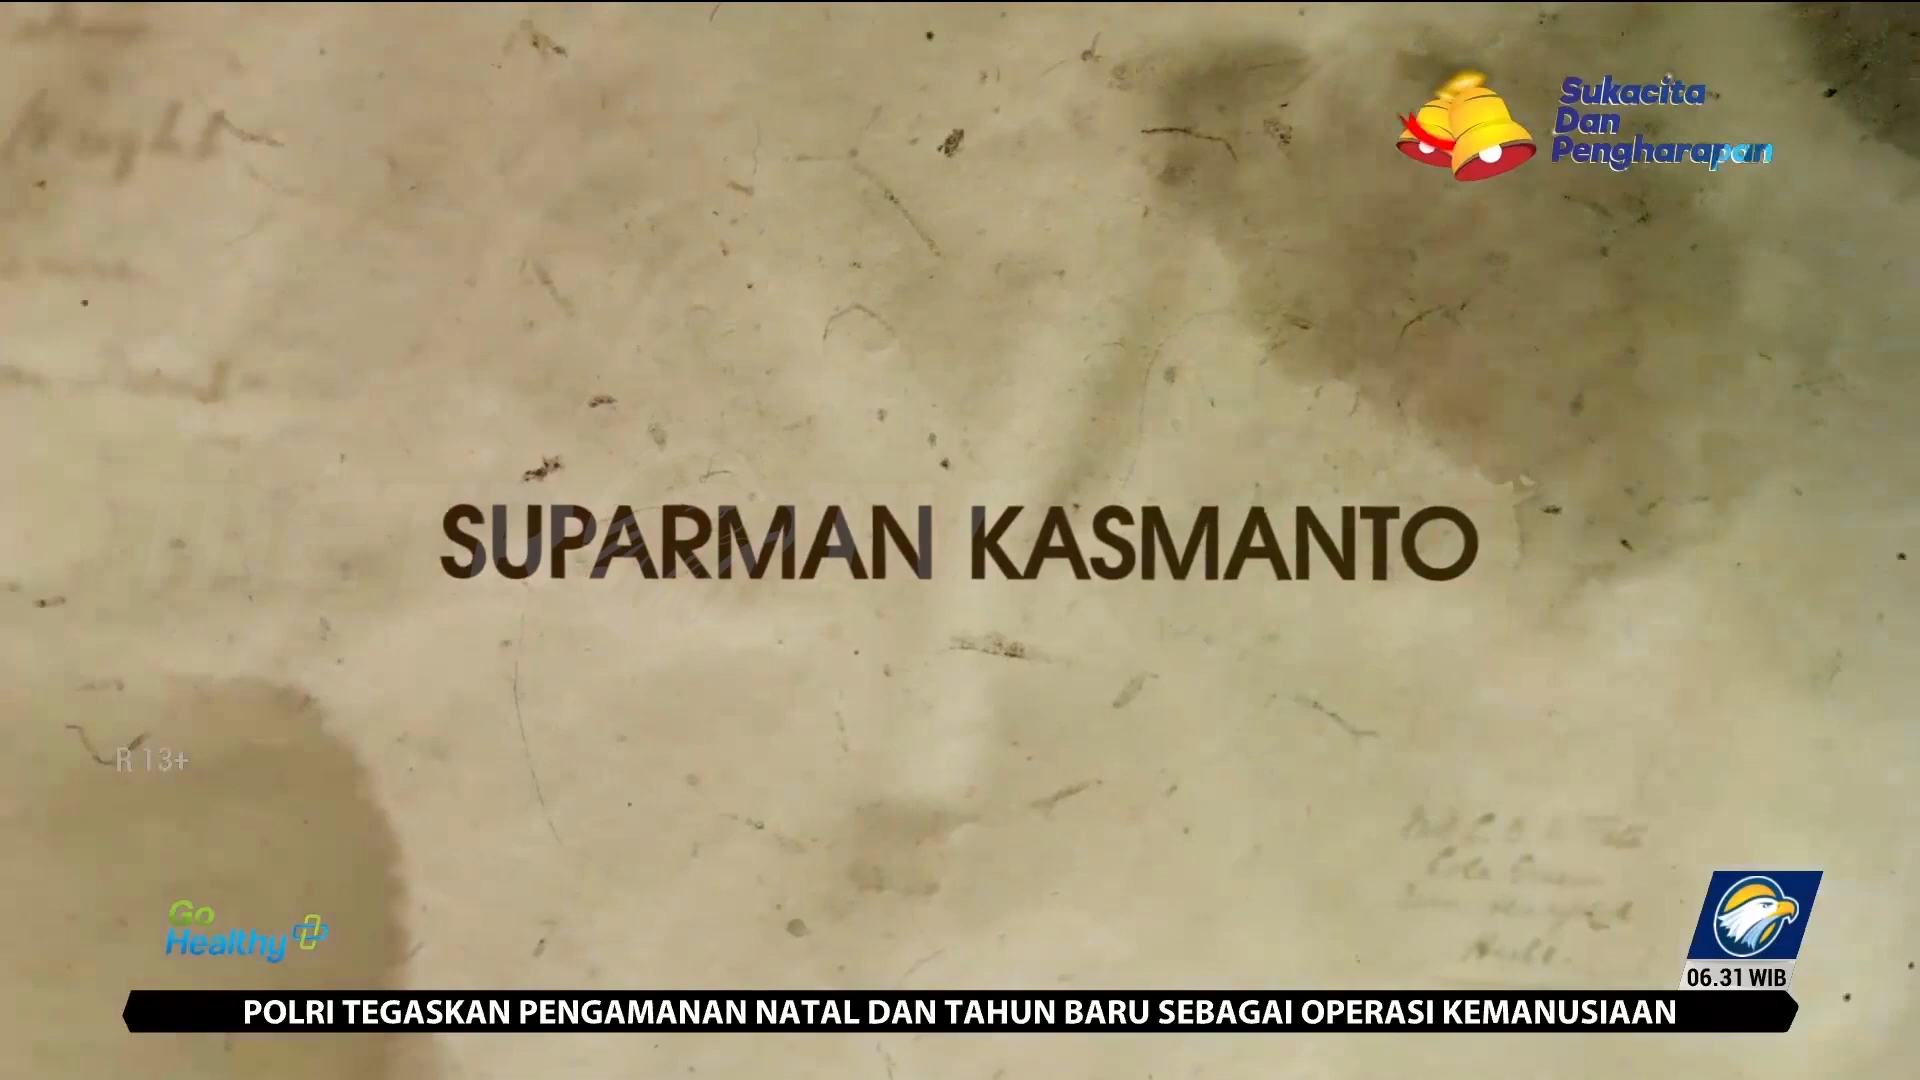 Sukacita
Dan
Pengharapan
SUPARMAN KASMANTO
R 13+
Go
Healthy
06.31 WIB
POLRI TEGASKAN PENGAMANAN NATAL DAN TAHUN BARU SEBAGAI OPERASI KEMANUSIAAN